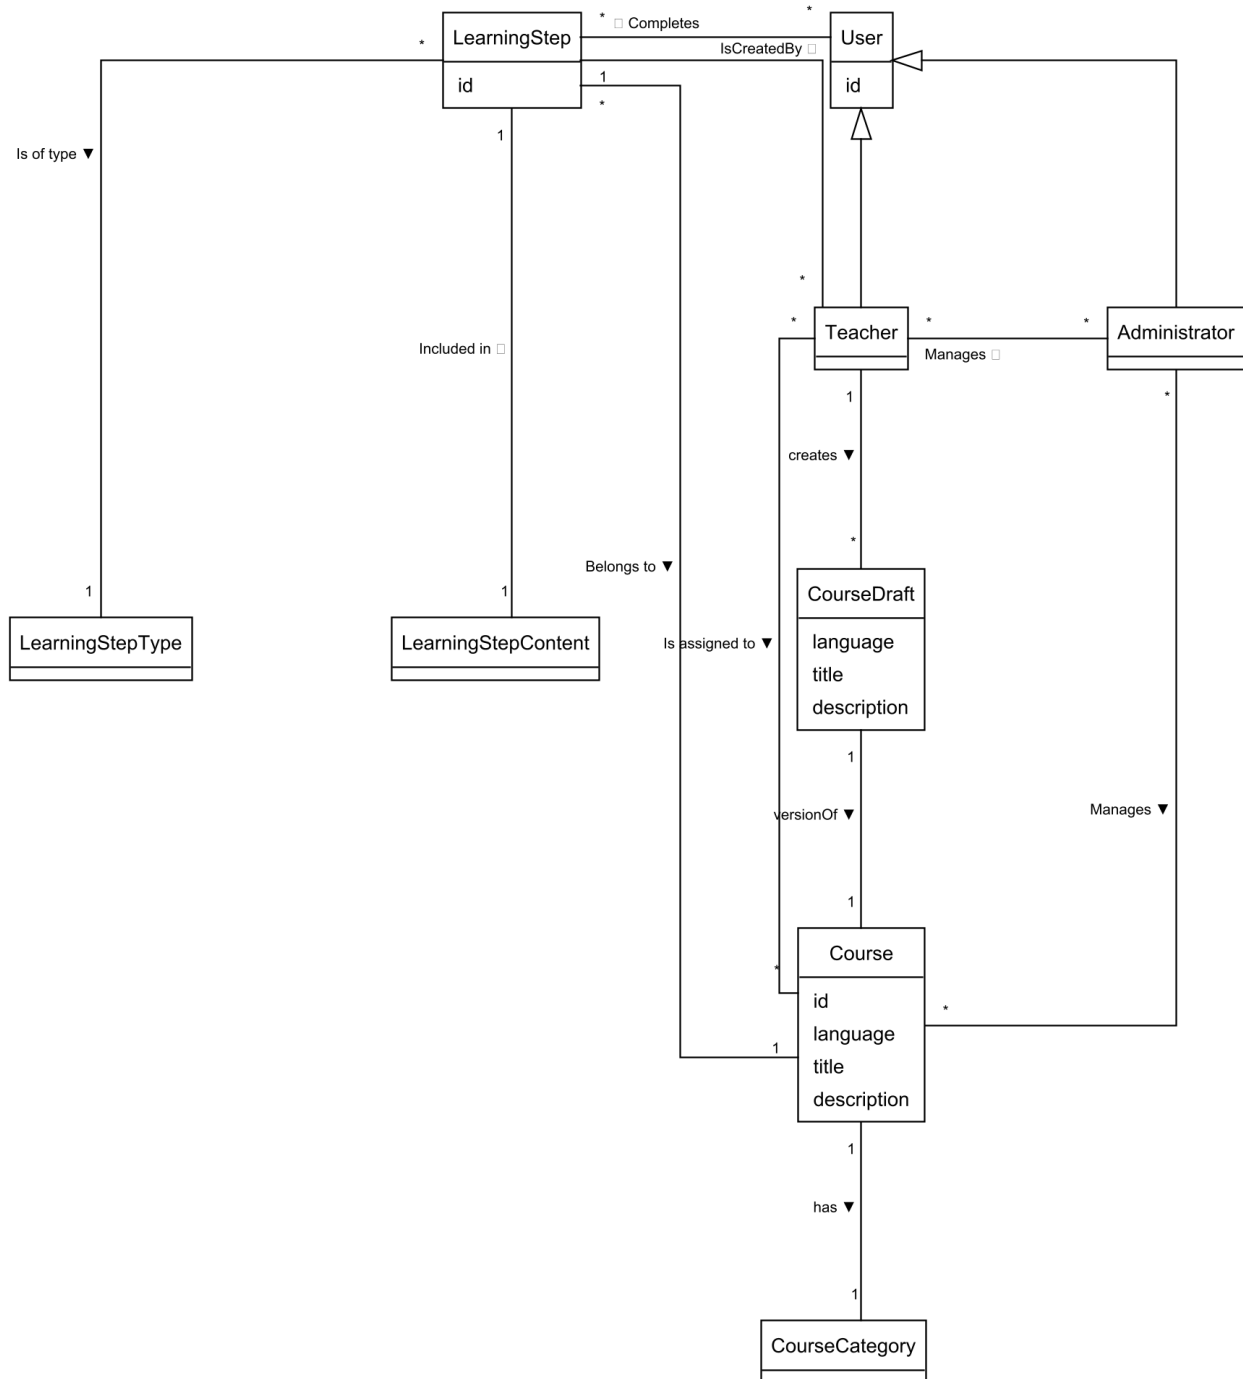 * □ Completes *
LearningStep
User
* IsCreatedBy □
id
1
id
*
1
Is of type ▼
*
* Teacher * * Administrator
Included in □
Manages □
1
*
creates ▼
*
Belongs to ▼
1
1
CourseDraft
LearningStepType
LearningStepContent
Is assigned to ▼
language
title
description
1
Manages ▼
versionOf ▼
1
Course
*
id
*
language
1
title
description
1
has ▼
1
CourseCategory